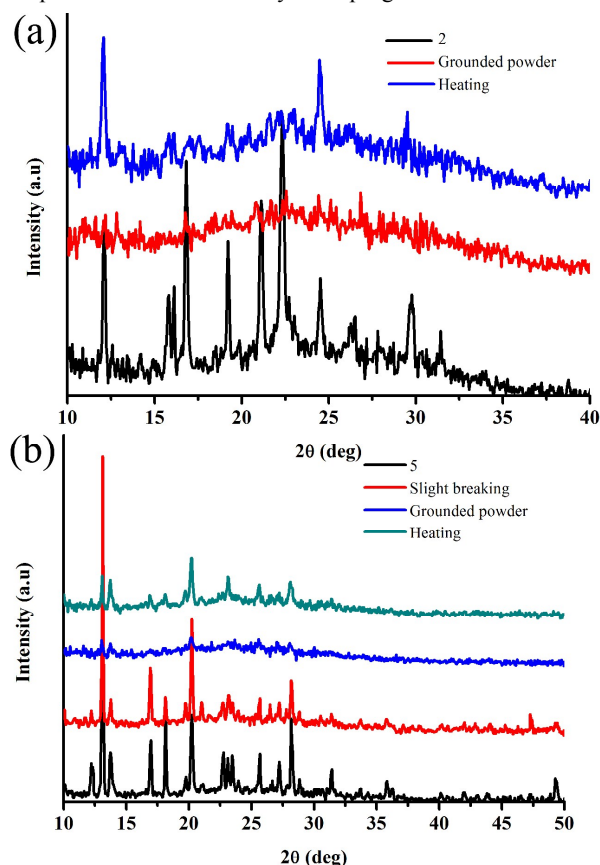 (a)
2
Grounded powder
Heating
Intensity (a.u)
10 15 20 25 30 35 40
2θ (deg)
(b)
5
Slight breaking
Grounded powder
Heating
Intensity (a.u)
10 15 20 25 30 35 40 45 50
2θ (deg)